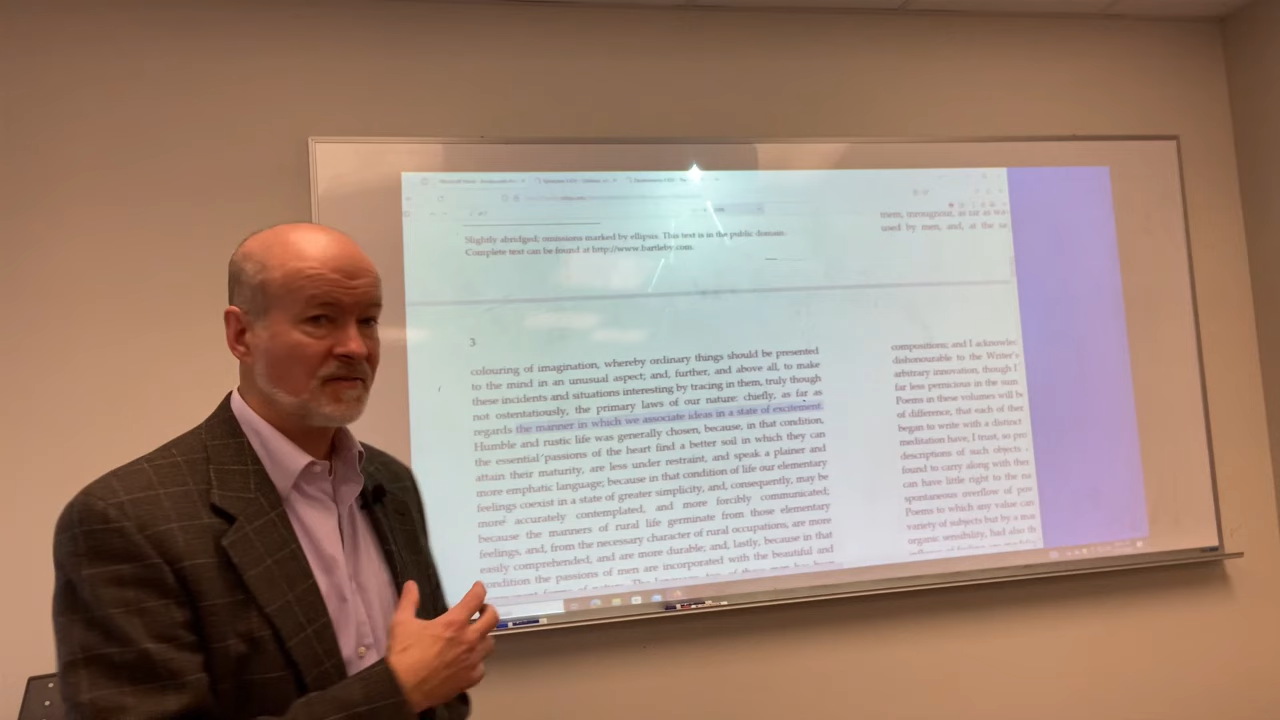 Slightly abridged; omissions marked by ellipsis. This text is in the public domain.
Complete text can be found at http://www.bartleby.com.
them, throughout, as far as
used by men, and, at the sa
3
colouring of imagination, whereby ordinary things should be presented
to the mind in an unusual aspect; and, further, and above all, to make
these incidents and situations interesting by tracing in them, truly though
not ostentatiously, the primary laws of our nature: chiefly, as far as
regards the manner in which we associate ideas in a state of excitement.
Humble and rustic life was generally chosen, because, in that condition,
the essential passions of the heart find a better soil in which they can
attain their maturity, are less under restraint, and speak a plainer and
more emphatic language; because in that condition of life our elementary
feelings coexist in a state of greater simplicity, and, consequently, may be
more accurately contemplated, and more forcibly communicated;
because the manners of rural life germinate from those elementary
feelings, and, from the necessary character of rural occupations, are more
easily comprehended, and are more durable; and, lastly, because in that
condition the passions of men are incorporated with the beautiful and
compositions; and I acknowled
dishonourable to the Writer's
arbitrary innovation, though I
far less pernicious in the sum
Poems in these volumes will be
of difference, that each of them
began to write with a distinct
meditation have, I trust, so pro
descriptions of such objects
found to carry along with them
can have little right to the na
spontaneous overflow of pow
Poems to which any value can
variety of subjects but by a man
organic sensibility, had also th